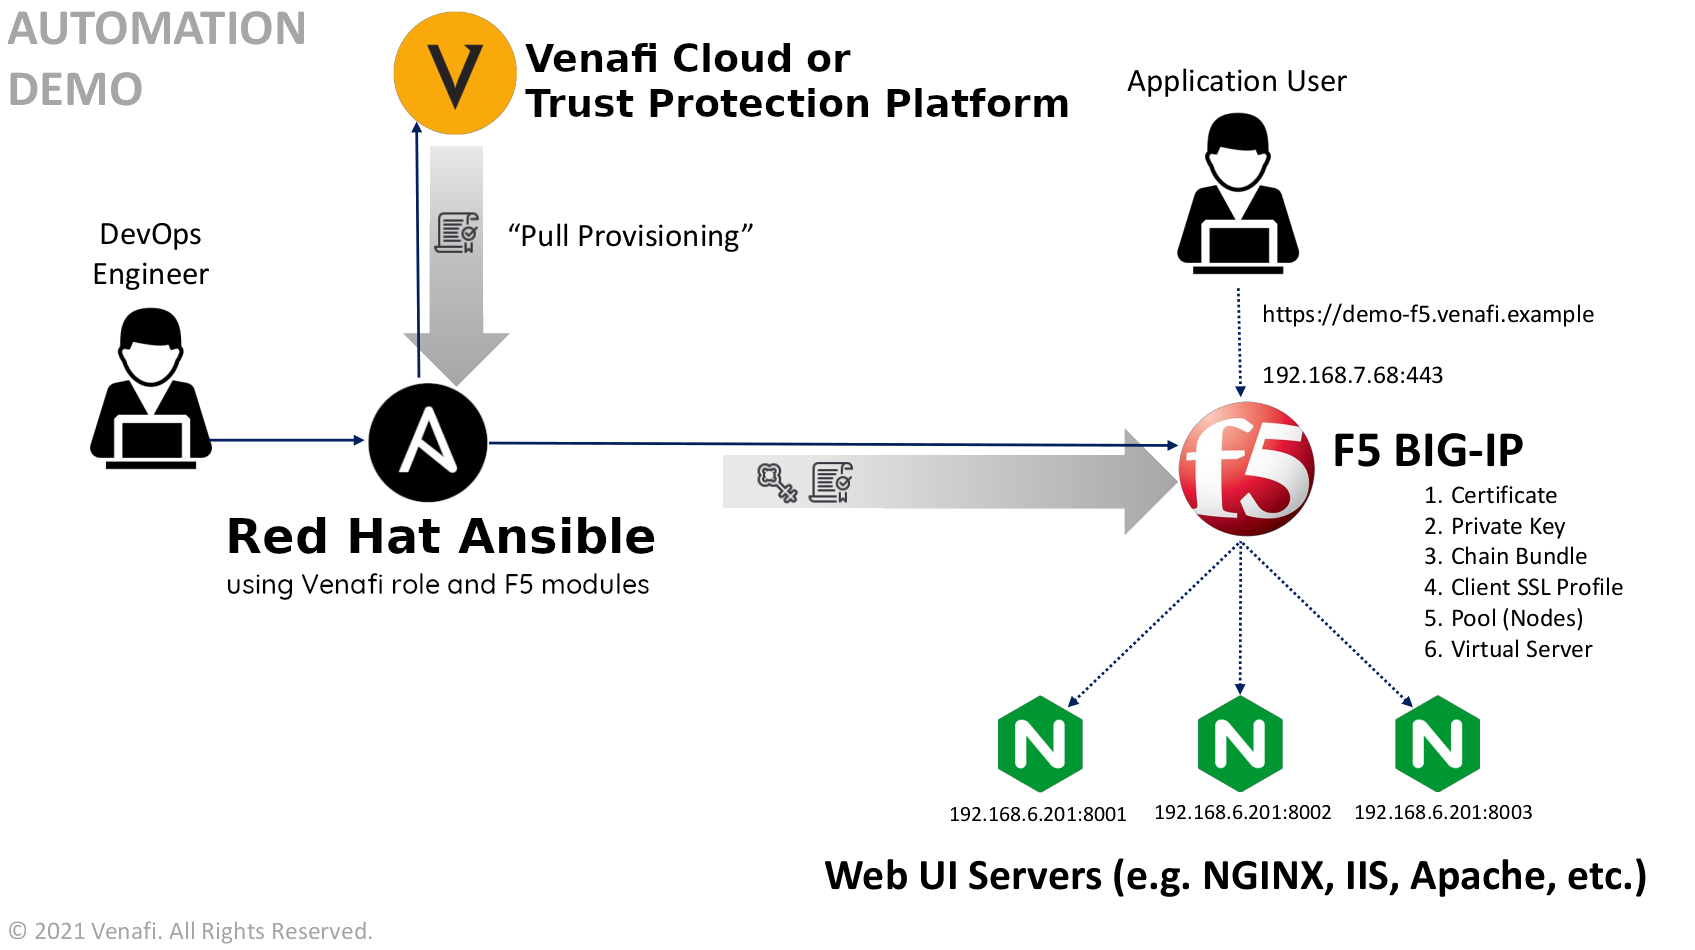 AUTOMATION
DEMO
V
Venafi Cloud or
Trust Protection Platform
Application User
“Pull Provisioning”
DevOps
Engineer
https://demo-f5.venafi.example
192.168.7.68:443
f5
F5 BIG-IP
1. Certificate
2. Private Key
3. Chain Bundle
4. Client SSL Profile
5. Pool (Nodes)
6. Virtual Server
A
Red Hat Ansible
using Venafi role and F5 modules
N N N
192.168.6.201:8001 192.168.6.201:8002 192.168.6.201:8003
Web UI Servers (e.g. NGINX, IIS, Apache, etc.)
© 2021 Venafi. All Rights Reserved.